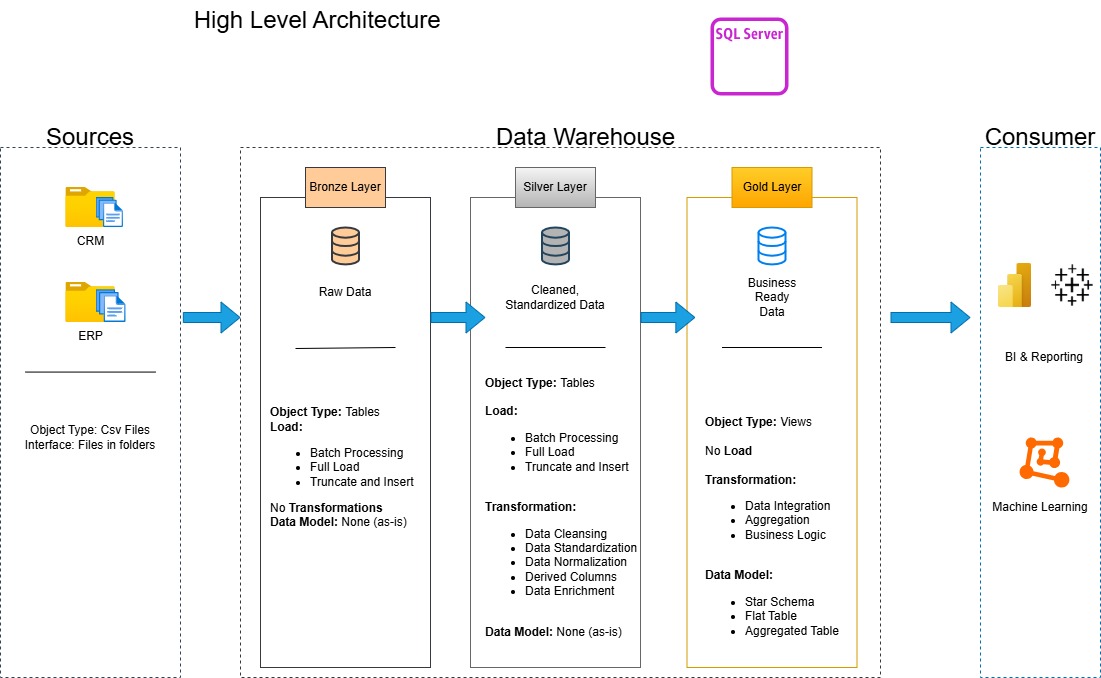 High Level Architecture
SQL Server
Sources
CRM
ERP
Object Type: Csv Files
Interface: Files in folders
Data Warehouse
Bronze Layer
Raw Data
Object Type: Tables
Load:
Batch Processing
Full Load
Truncate and Insert
No Transformations
Data Model: None (as-is)
Silver Layer
Cleaned,
Standardized Data
Object Type: Tables
Load:
Batch Processing
Full Load
Truncate and Insert
Transformation:
Data Cleansing
Data Standardization
Data Normalization
Derived Columns
Data Enrichment
Data Model: None (as-is)
Gold Layer
Business
Ready
Data
Object Type: Views
No Load
Transformation:
Data Integration
Aggregation
Business Logic
Data Model:
Star Schema
Flat Table
Aggregated Table
Consumer
BI & Reporting
Machine Learning